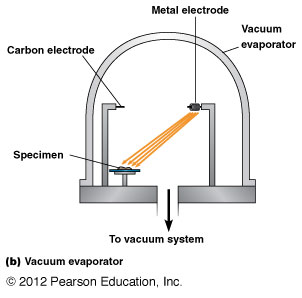 Metal electrode
Vacuum
evaporator
Carbon electrode
Specimen
To vacuum system
(b) Vacuum evaporator
© 2012 Pearson Education, Inc.